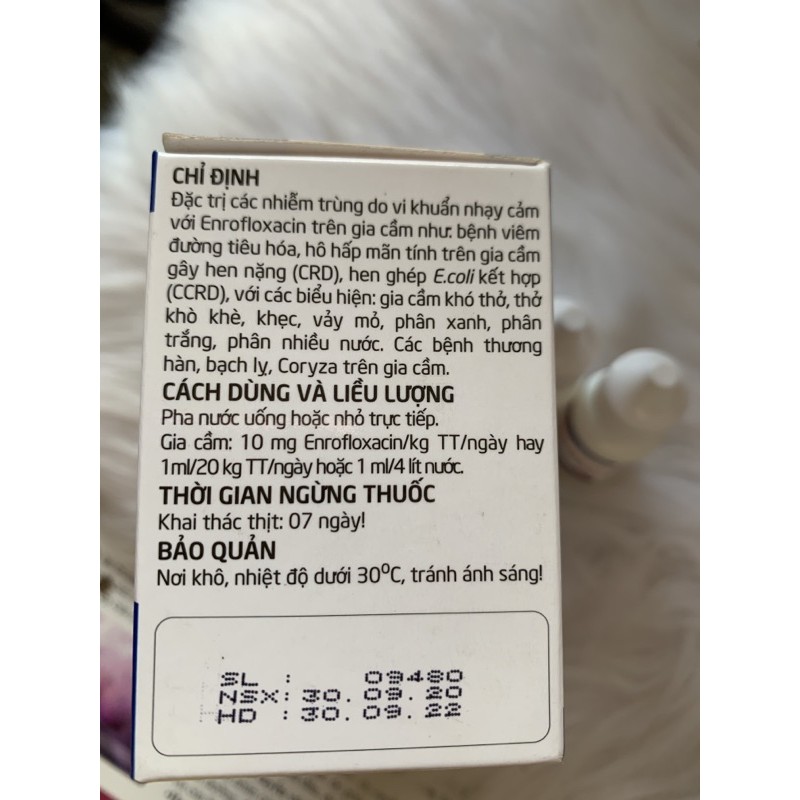 CHỈ ĐỊNH
Đặc trị các nhiễm trùng do vi khuẩn nhạy cảm
với Enrofloxacin trên gia cầm như: bệnh viêm
đường tiêu hóa, hô hấp mãn tính trên gia cầm
gây hen nặng (CRD), hen ghép E.coli kết hợp
(CCRD), với các biểu hiện: gia cầm khó thở, thở
khò khè, khẹc, vảy mỏ, phân xanh, phân
trắng, phân nhiều nước. Các bệnh thương
hàn, bạch lỵ, Coryza trên gia cầm.
CÁCH DÙNG VÀ LIỀU LƯỢNG
Pha nước uống hoặc nhỏ trực tiếp.
Gia cầm: 10 mg Enrofloxacin/kg TT/ngày hay
1ml/20 kg TT/ngày hoặc 1 ml/4 lít nước.
THỜI GIAN NGỪNG THUỐC
Khai thác thịt: 07 ngày!
BẢO QUẢN
Nơi khô, nhiệt độ dưới 30⁰C, tránh ánh sáng!
SL : 09480
NSX: 30. 09. 20
HD : 30. 09. 22